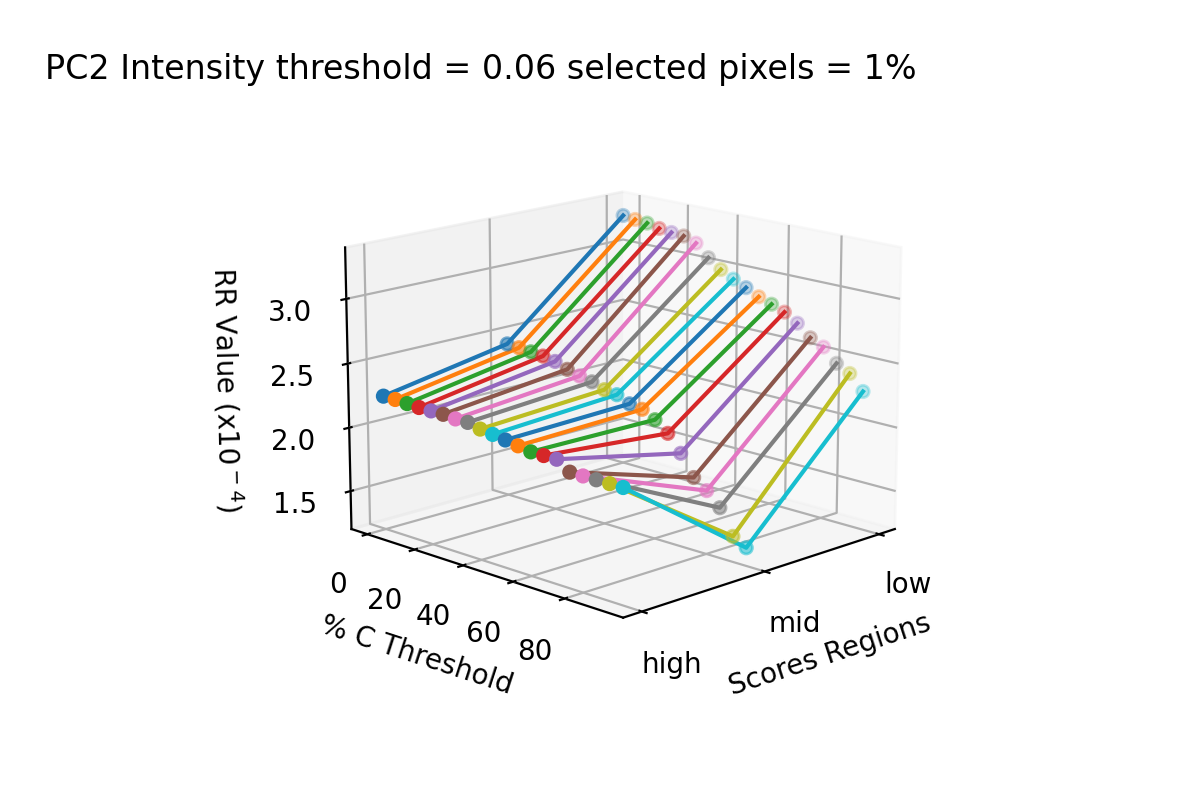 PC2 Intensity threshold = 0.06 selected pixels = 1%
RR Value (x10⁻⁴)
3.0
2.5
2.0
1.5
0
20
40
60
80
% C Threshold
high
mid
low
Scores Regions